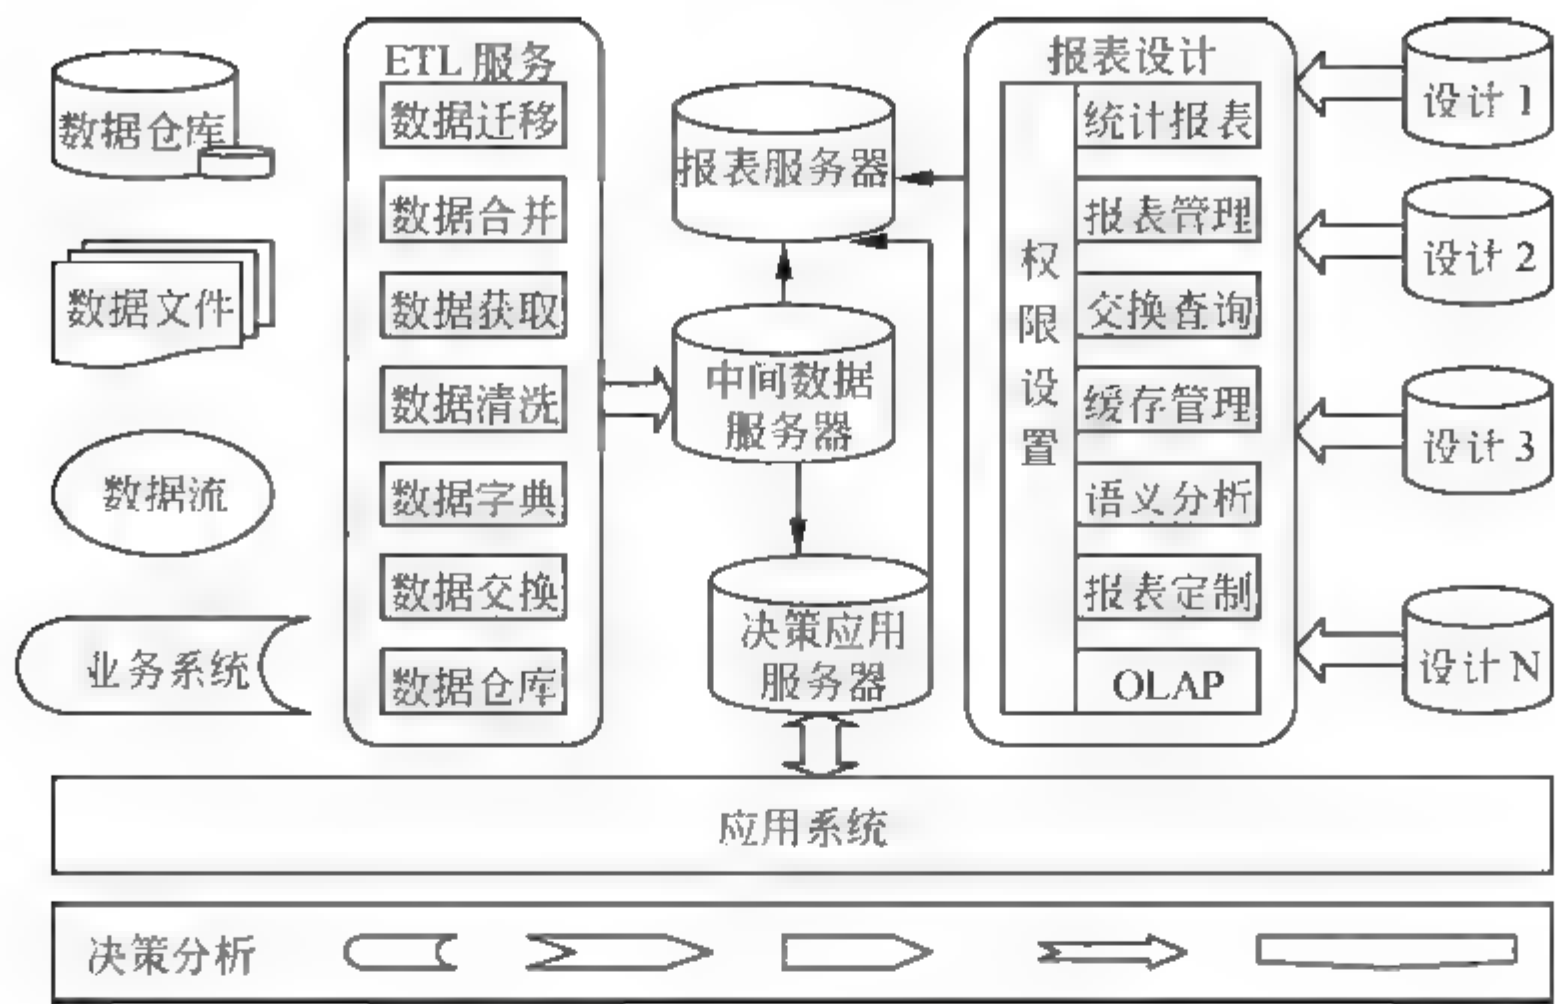 数据仓库
数据文件
数据流
业务系统
ETL 服务
数据迁移
数据合并
数据获取
数据清洗
数据字典
数据交换
数据仓库
报表服务器
中间数据
服务器
决策应用
服务器
报表设计
权
限
设
置
统计报表
报表管理
交换查询
缓存管理
语义分析
报表定制
OLAP
设计 1
设计 2
设计 3
设计 N
应用系统
决策分析